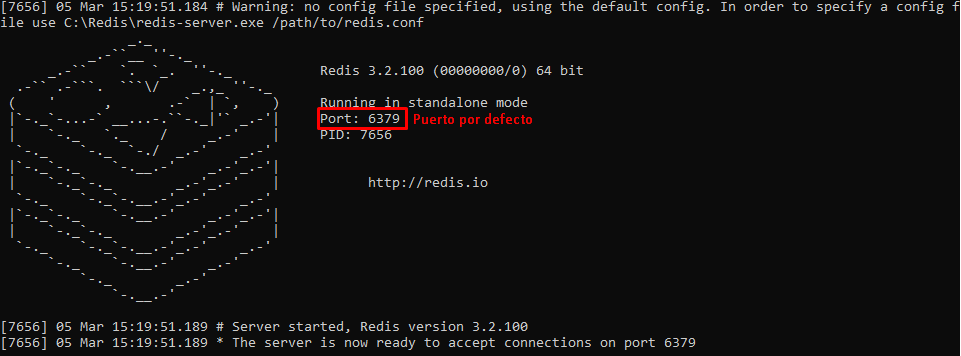 [7656] 05 Mar 15:19:51.184 # Warning: no config file specified, using the default config. In order to specify a config f
ile use C:\Redis\redis-server.exe /path/to/redis.conf
Redis 3.2.100 (00000000/0) 64 bit
Running in standalone mode
Port: 6379 Puerto por defecto
PID: 7656
http://redis.io
[7656] 05 Mar 15:19:51.189 # Server started, Redis version 3.2.100
[7656] 05 Mar 15:19:51.189 * The server is now ready to accept connections on port 6379